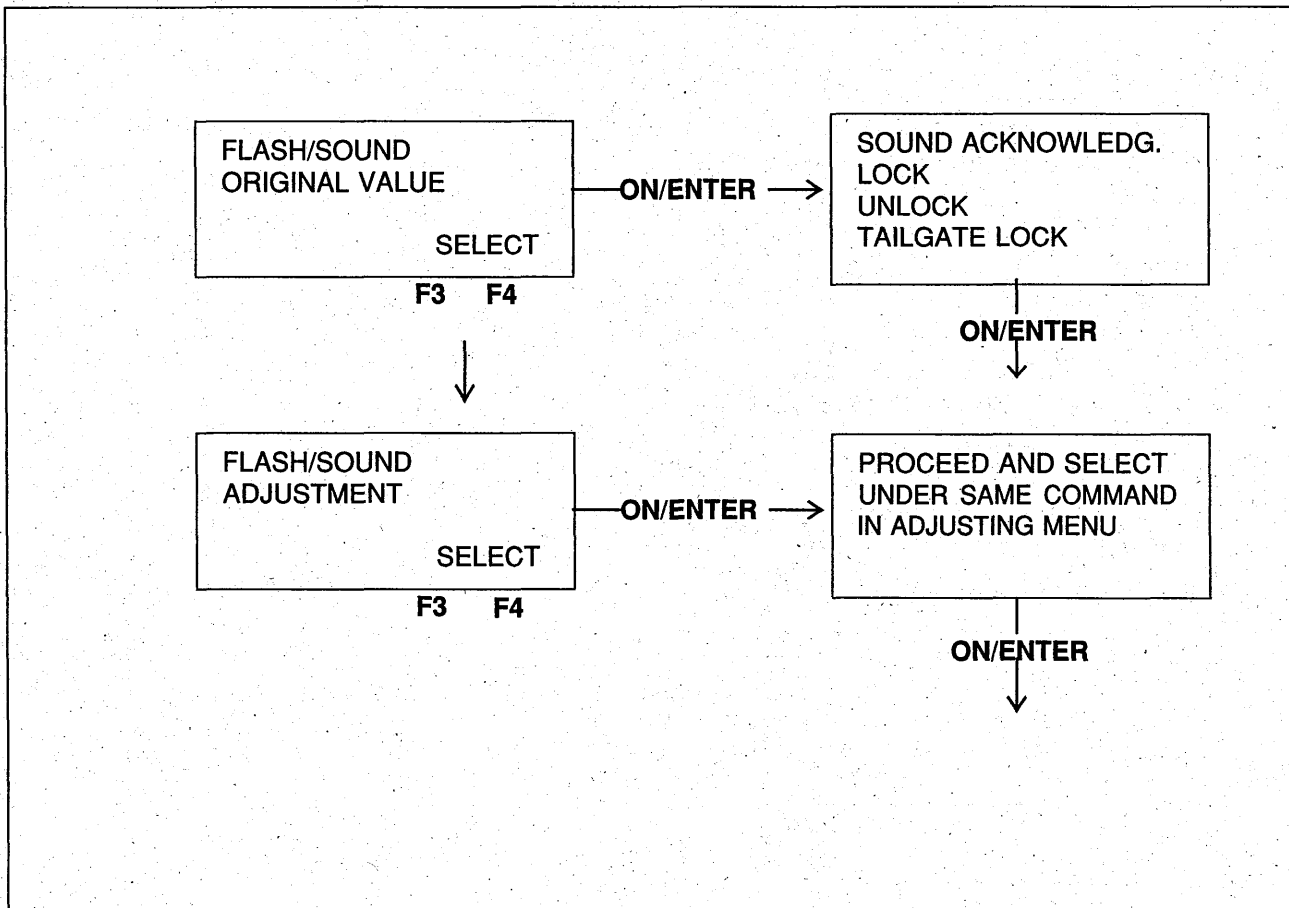 FLASH/SOUND
ORIGINAL VALUE
SELECT
F3 F4
ON/ENTER
SOUND ACKNOWLEDG.
LOCK
UNLOCK
TAILGATE LOCK
ON/ENTER
FLASH/SOUND
ADJUSTMENT
SELECT
F3 F4
ON/ENTER
PROCEED AND SELECT
UNDER SAME COMMAND
IN ADJUSTING MENU
ON/ENTER